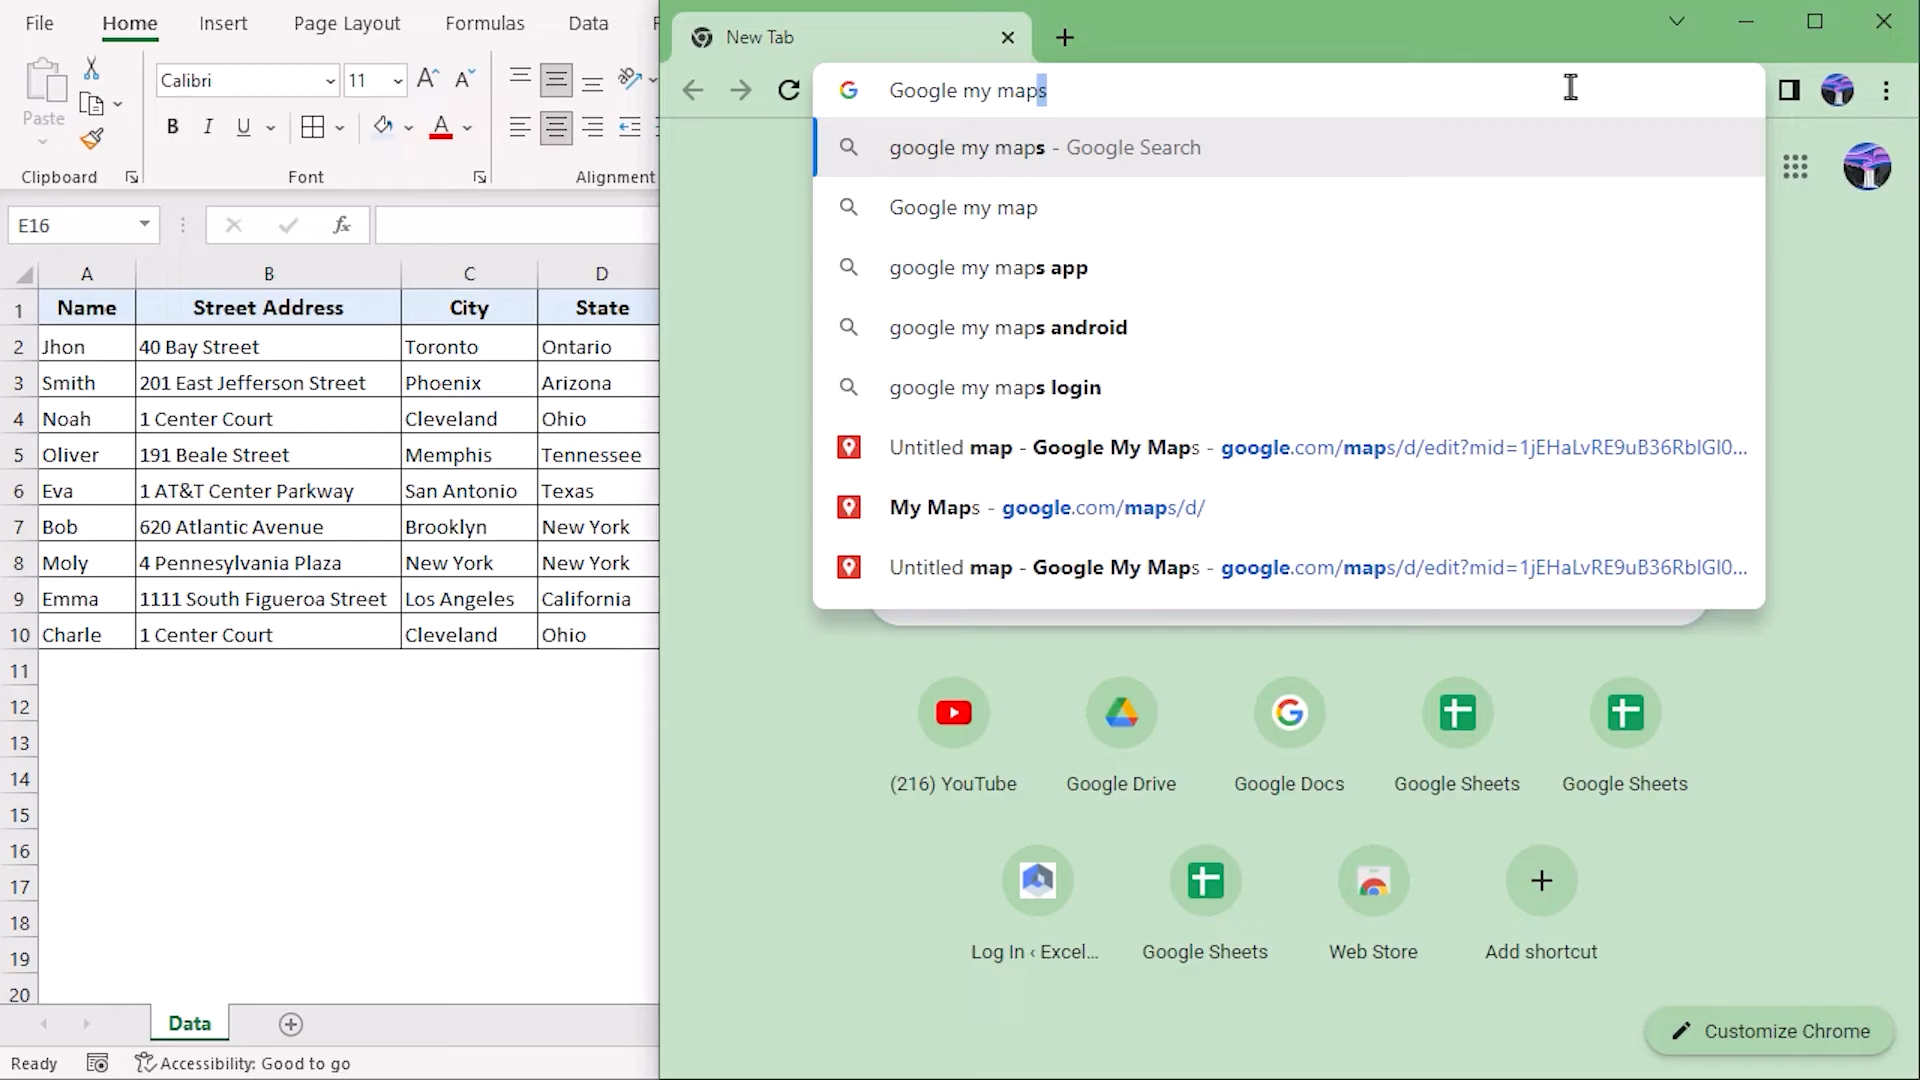 File Home Insert Page Layout Formulas Data
Paste
Calibri 11
B I U A
Clipboard Font Alignment
E16 fx
A B C D
1 Name Street Address City State
2 Jhon 40 Bay Street Toronto Ontario
3 Smith 201 East Jefferson Street Phoenix Arizona
4 Noah 1 Center Court Cleveland Ohio
5 Oliver 191 Beale Street Memphis Tennessee
6 Eva 1 AT&T Center Parkway San Antonio Texas
7 Bob 620 Atlantic Avenue Brooklyn New York
8 Moly 4 Pennesylvania Plaza New York New York
9 Emma 1111 South Figueroa Street Los Angeles California
10 Charle 1 Center Court Cleveland Ohio
11
12
13
14
15
16
17
18
19
20
Data
Ready Accessibility: Good to go
New Tab
Google my maps
google my maps - Google Search
Google my map
google my maps app
google my maps android
google my maps login
Untitled map - Google My Maps - google.com/maps/d/edit?mid=1jEHaLvRE9uB36RblGl0...
My Maps - google.com/maps/d/
Untitled map - Google My Maps - google.com/maps/d/edit?mid=1jEHaLvRE9uB36RblGl0...
(216) YouTube Google Drive Google Docs Google Sheets Google Sheets
Log In ‹ Excel... Google Sheets Web Store Add shortcut
Customize Chrome